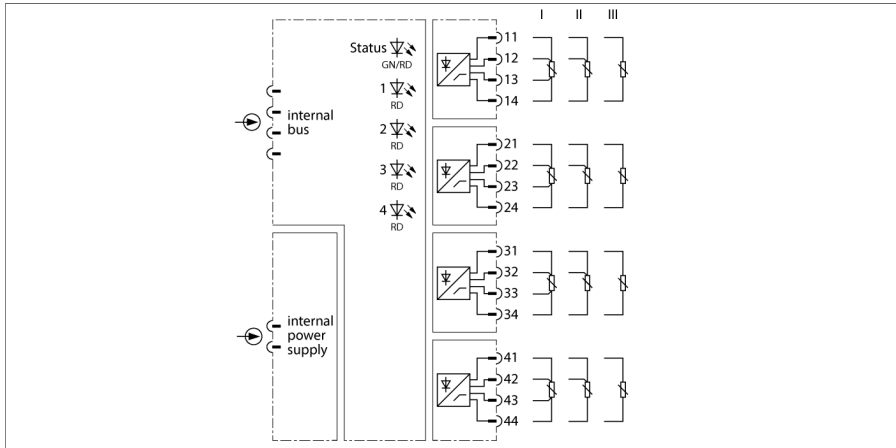 I II III
Status
GN/RD
1
RD
2
RD
3
RD
4
RD
internal
bus
internal
power
supply
11
12
13
14
21
22
23
24
31
32
33
34
41
42
43
44